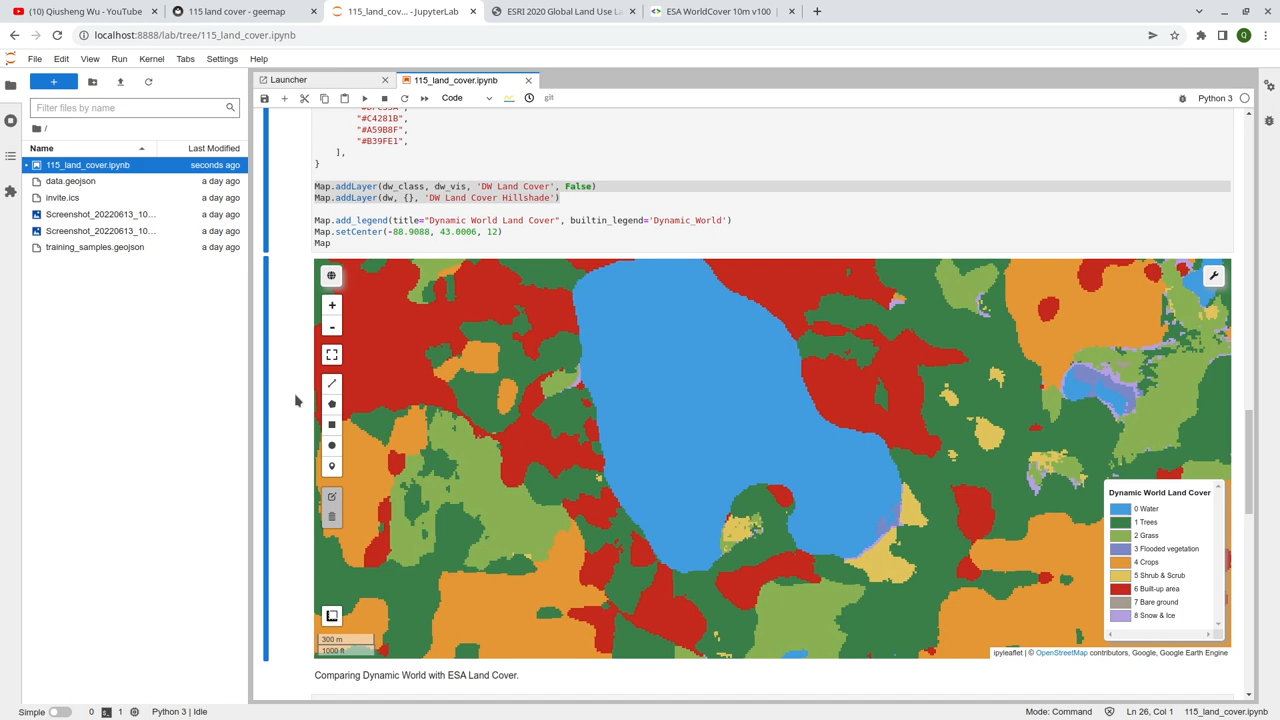 (10) Qiusheng Wu - YouTube
115 land cover - geemap
115_land_cov... - JupyterLab
ESRI 2020 Global Land Use La
ESA WorldCover 10m v100
localhost:8888/lab/tree/115_land_cover.ipynb
Q
File Edit View Run Kernel Tabs Settings Help
Launcher
115_land_cover.ipynb
Code
git
Python 3
Filter files by name
/
Name
Last Modified
115_land_cover.ipynb seconds ago
data.geojson a day ago
invite.ics a day ago
Screenshot_20220613_10... a day ago
Screenshot_20220613_10... a day ago
training_samples.geojson a day ago
"#C4281B",
"#A59B8F",
"#B39FE1",
],
}
Map.addLayer(dw_class, dw_vis, 'DW Land Cover', False)
Map.addLayer(dw, {}, 'DW Land Cover Hillshade')
Map.add_legend(title="Dynamic World Land Cover", builtin_legend='Dynamic_World')
Map.setCenter(-88.9088, 43.0006, 12)
Map
+
-
300 m
1000 ft
Dynamic World Land Cover
0 Water
1 Trees
2 Grass
3 Flooded vegetation
4 Crops
5 Shrub & Scrub
6 Built-up area
7 Bare ground
8 Snow & Ice
ipyleaflet | © OpenStreetMap contributors, Google, Google Earth Engine
Comparing Dynamic World with ESA Land Cover.
Simple
0
1
Python 3 | Idle
Mode: Command
Ln 26, Col 1
115_land_cover.ipynb